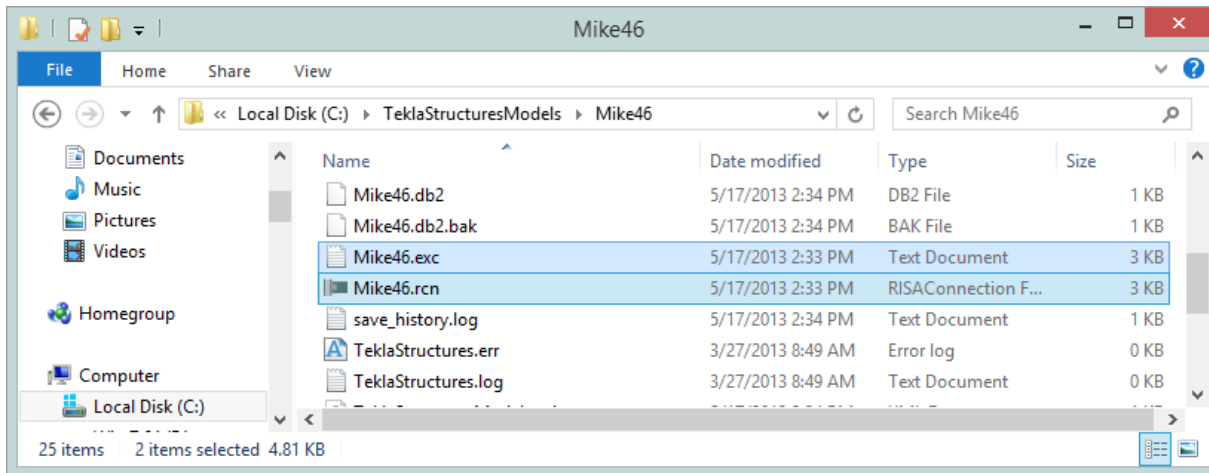 Mike46
File Home Share View
« Local Disk (C:) TeklaStructuresModels Mike46 Search Mike46
Documents
Music
Pictures
Videos
Homegroup
Computer
Local Disk (C:)
Name Date modified Type Size
Mike46.db2 5/17/2013 2:34 PM DB2 File 1 KB
Mike46.db2.bak 5/17/2013 2:34 PM BAK File 1 KB
Mike46.exc 5/17/2013 2:33 PM Text Document 3 KB
Mike46.rcn 5/17/2013 2:33 PM RISAConnection F... 3 KB
save_history.log 5/17/2013 2:34 PM Text Document 1 KB
TeklaStructures.err 3/27/2013 8:49 AM Error log 0 KB
TeklaStructures.log 3/27/2013 8:49 AM Text Document 0 KB
25 items 2 items selected 4.81 KB